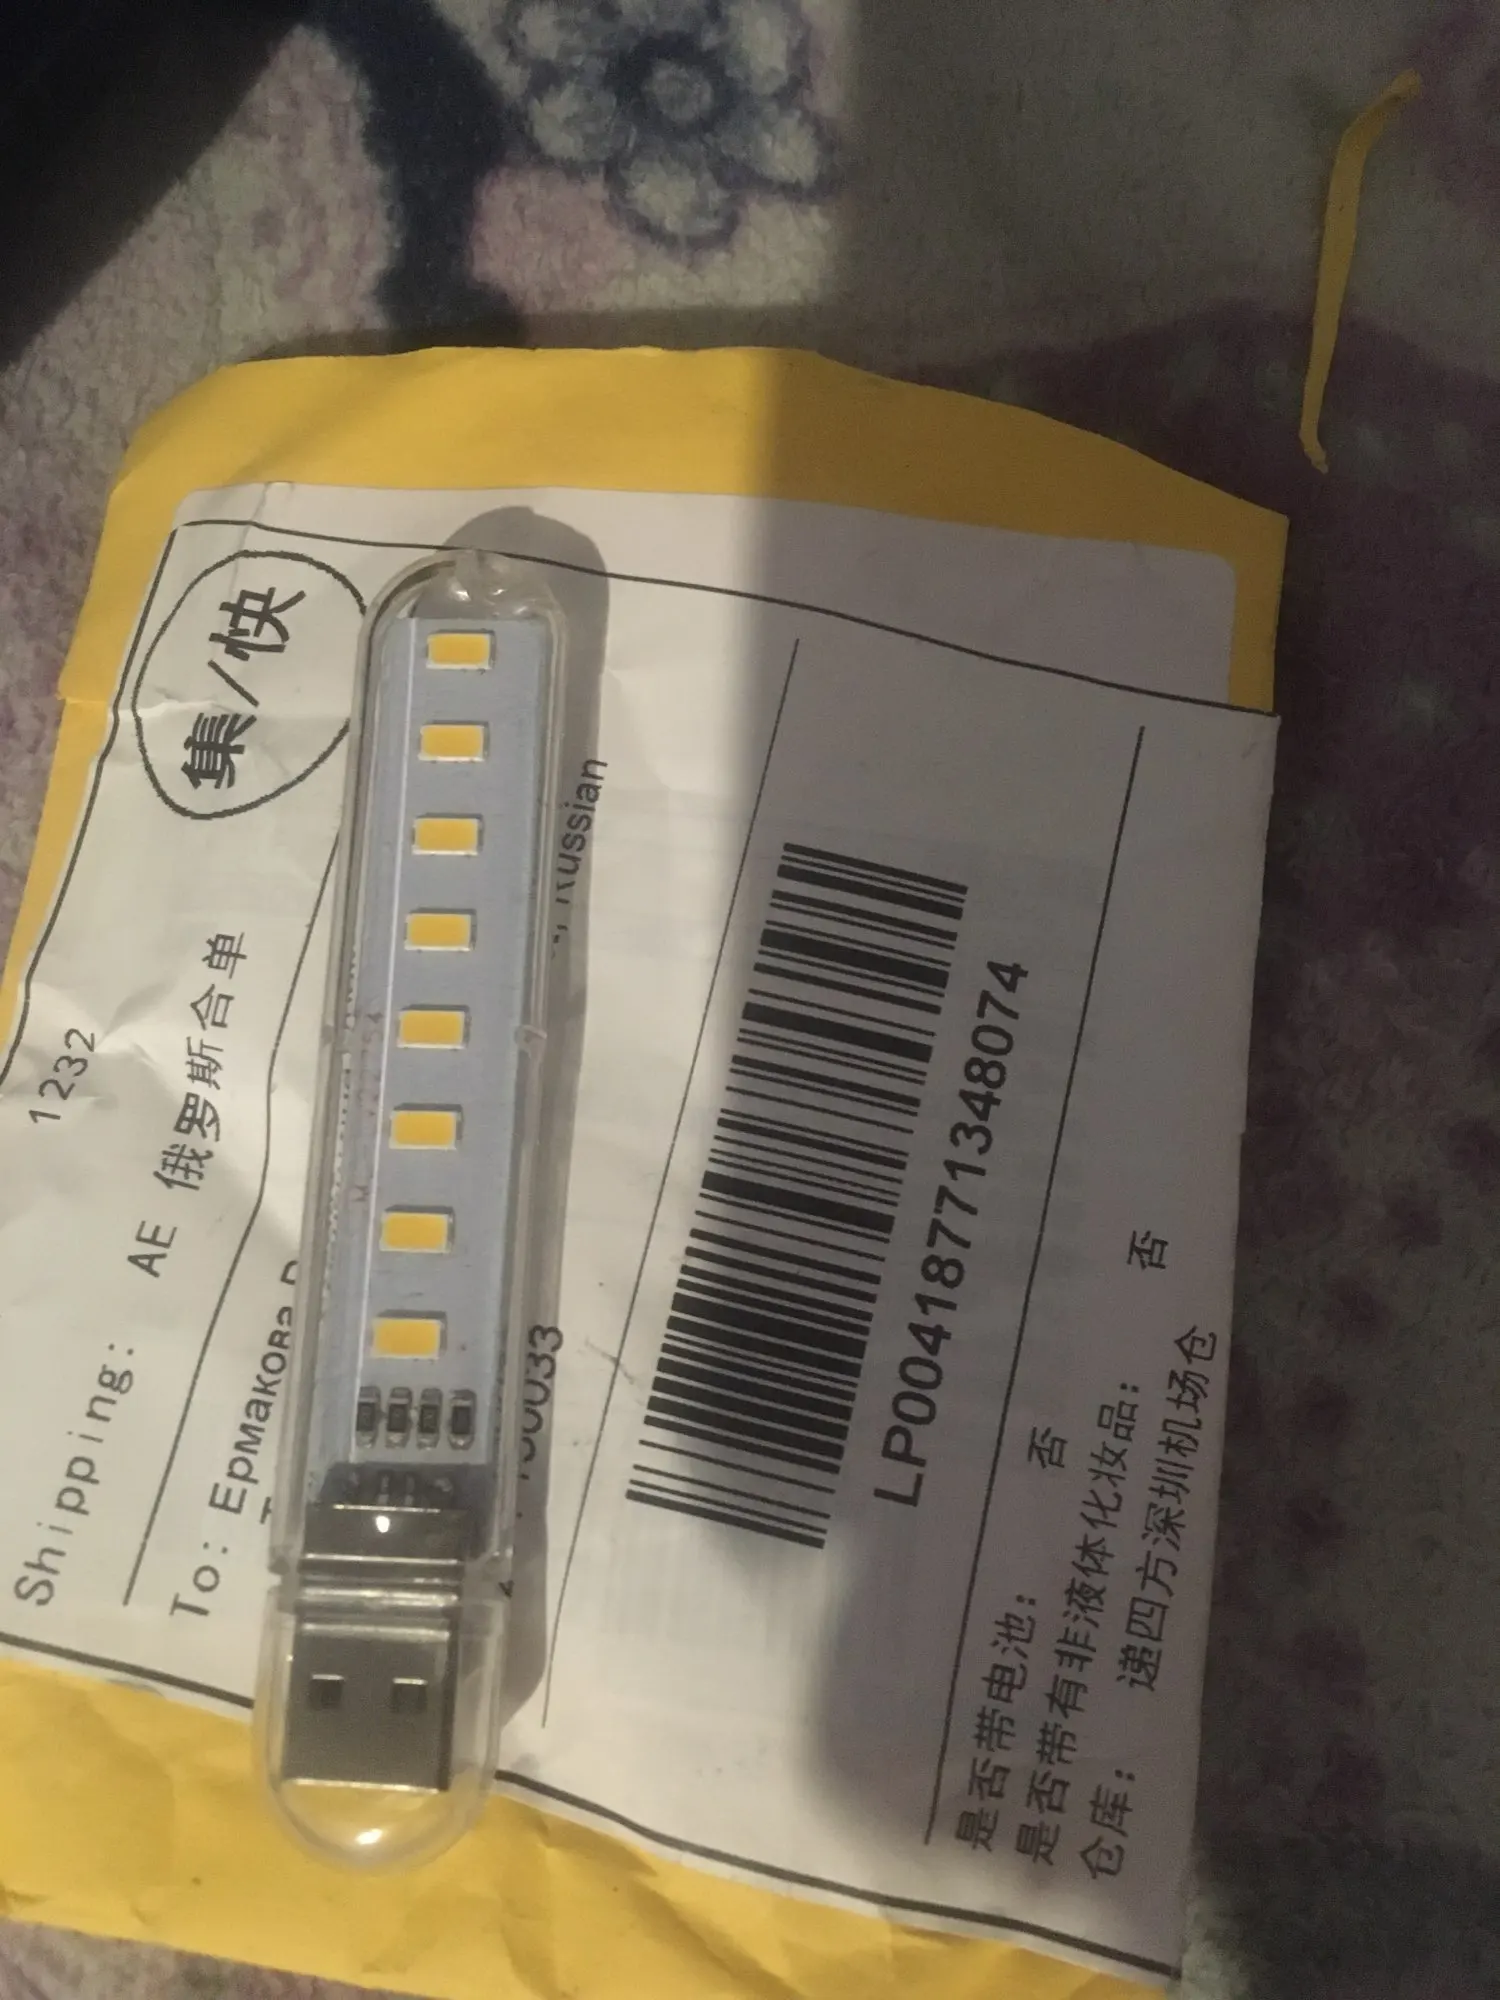 1232
集/快
Shipping: AE 俄罗斯合单
To: Ермакова
Russian
LP00418771348074
是否带电池: 否
是否带有非液体化妆品: 否
仓库: 递四方深圳机场仓